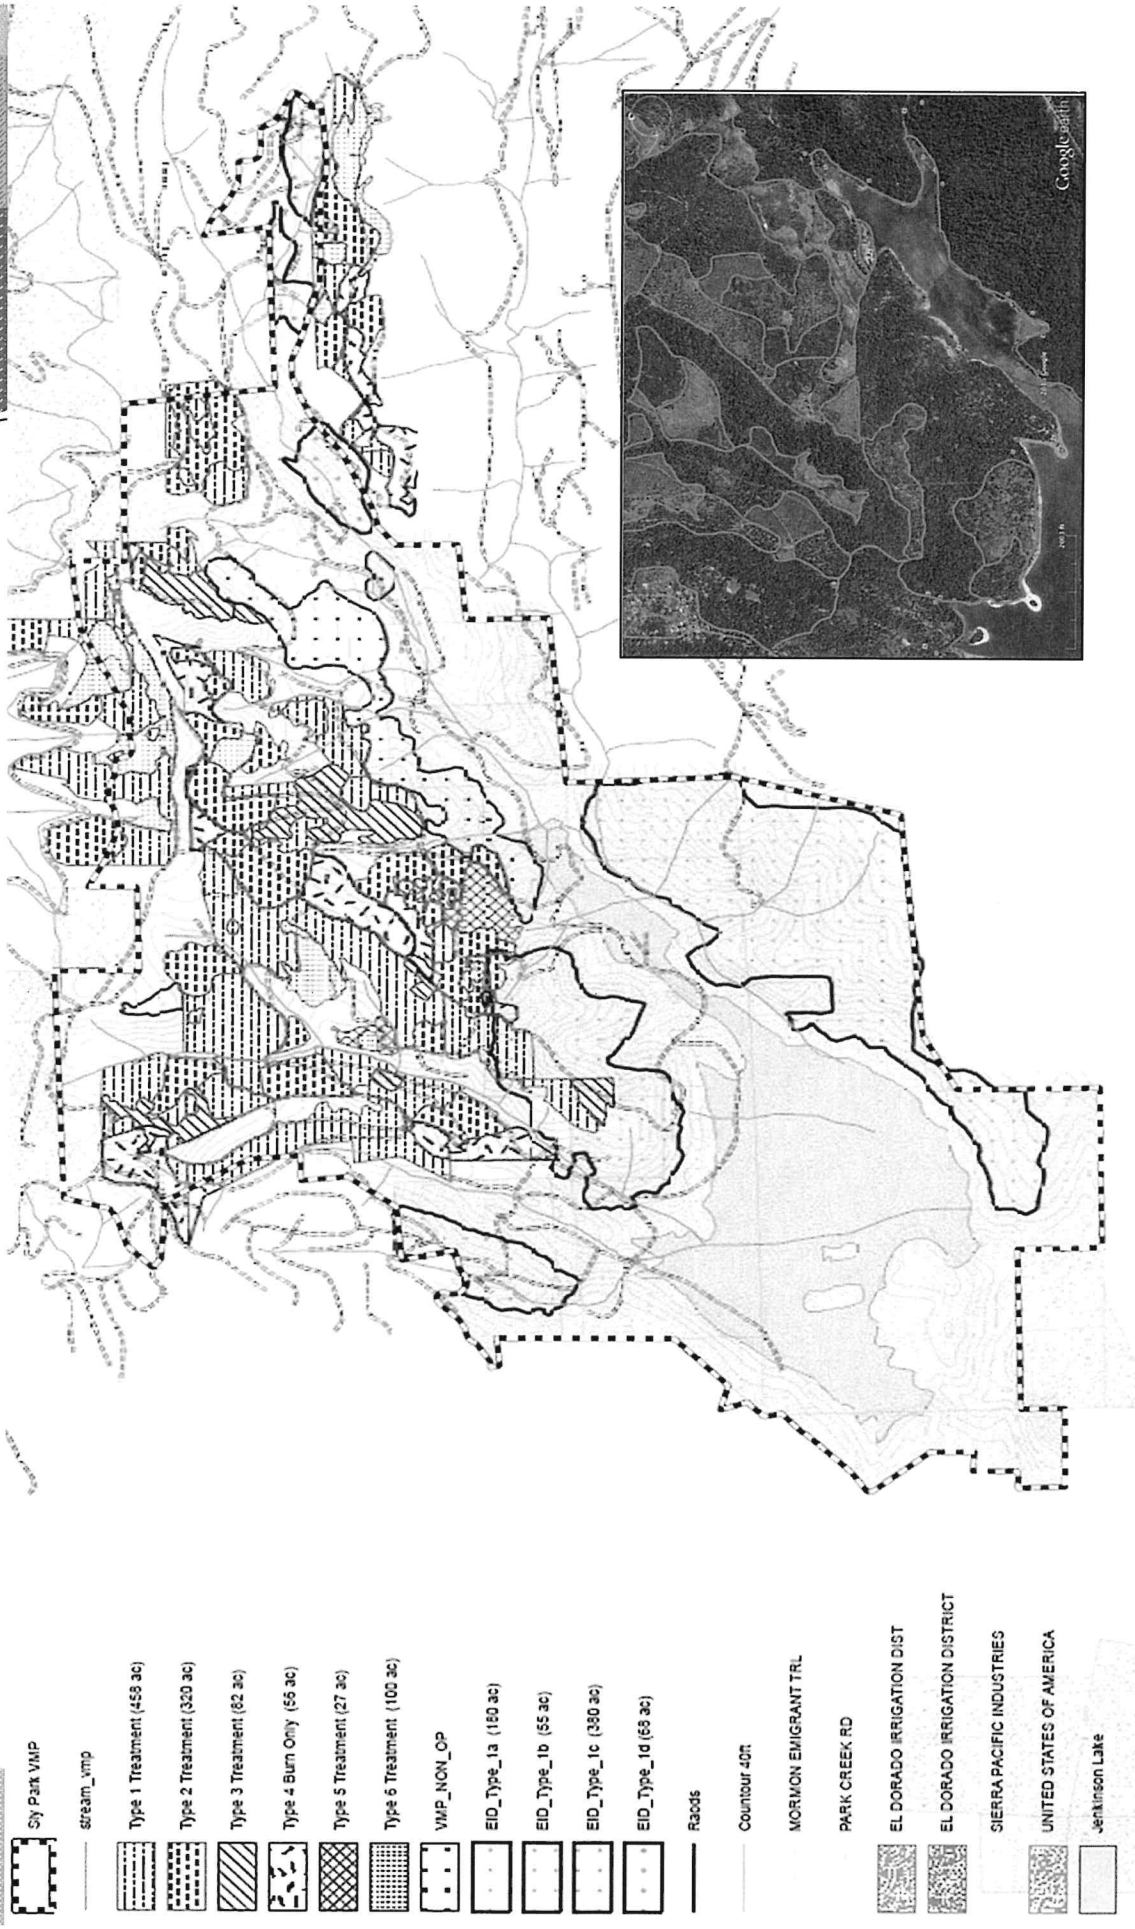 Sly Park VMP
stream_vmp
Type 1 Treatment (458 ac)
Type 2 Treatment (320 ac)
Type 3 Treatment (82 ac)
Type 4 Burn Only (56 ac)
Type 5 Treatment (27 ac)
Type 6 Treatment (100 ac)
VMP_NON_OP
EID_Type_1a (180 ac)
EID_Type_1b (55 ac)
EID_Type_1c (380 ac)
EID_Type_1d (68 ac)
Raods
Countour 40ft
MORMON EMIGRANT TRL
PARK CREEK RD
EL DORADO IRRIGATION DIST
EL DORADO IRRIGATION DISTRICT
SIERRA PACIFIC INDUSTRIES
UNITED STATES OF AMERICA
Jenkinson Lake
Google earth